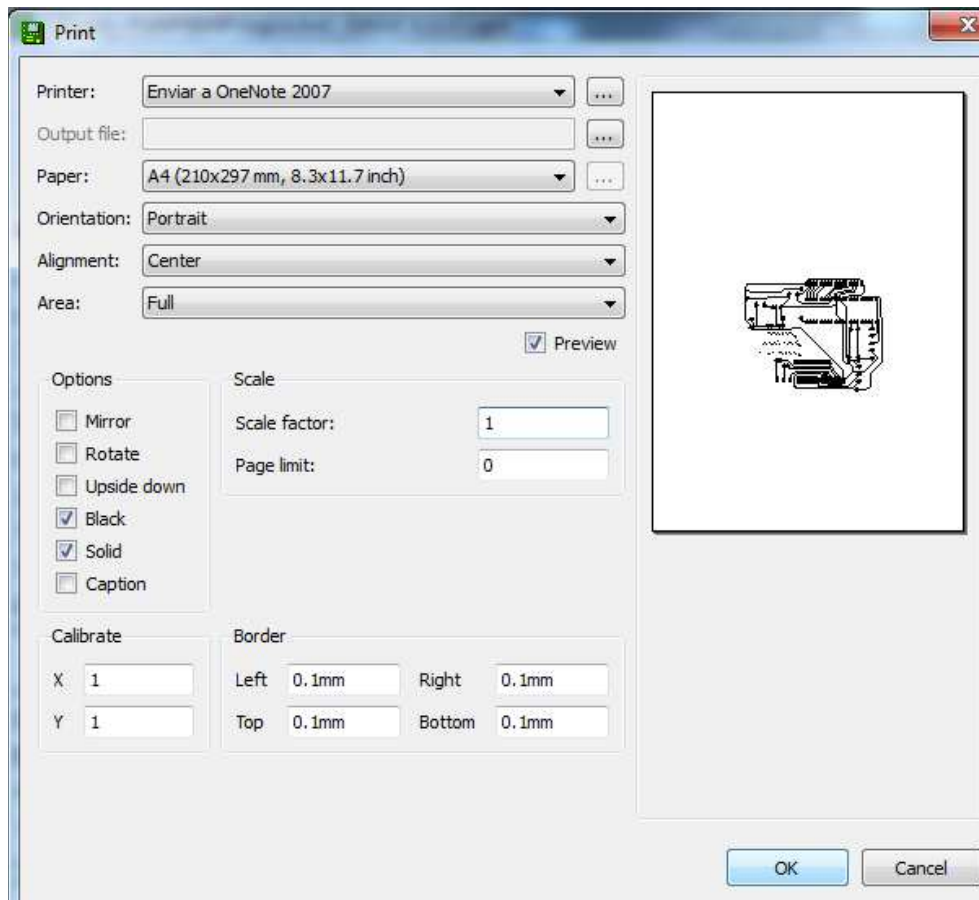 Print
Printer: Enviar a OneNote 2007 ...
Output file: ...
Paper: A4 (210x297 mm, 8.3x11.7 inch) ...
Orientation: Portrait
Alignment: Center
Area: Full
Preview
Options
Mirror
Rotate
Upside down
Black
Solid
Caption
Scale
Scale factor: 1
Page limit: 0
Calibrate
X 1
Y 1
Border
Left 0.1mm Right 0.1mm
Top 0.1mm Bottom 0.1mm
OK Cancel